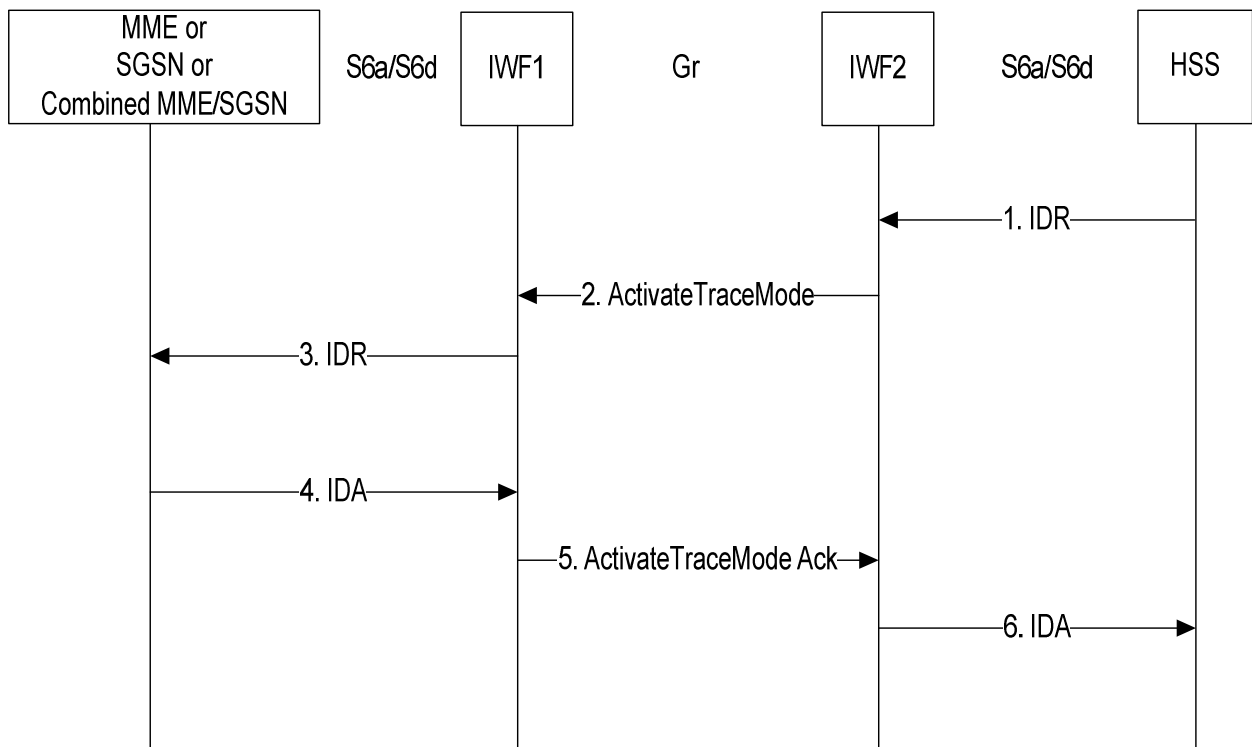 MME or
SGSN or
Combined MME/SGSN
S6a/S6d
IWF1
Gr
IWF2
S6a/S6d
HSS
1. IDR
2. ActivateTraceMode
3. IDR
4. IDA
5. ActivateTraceMode Ack
6. IDA